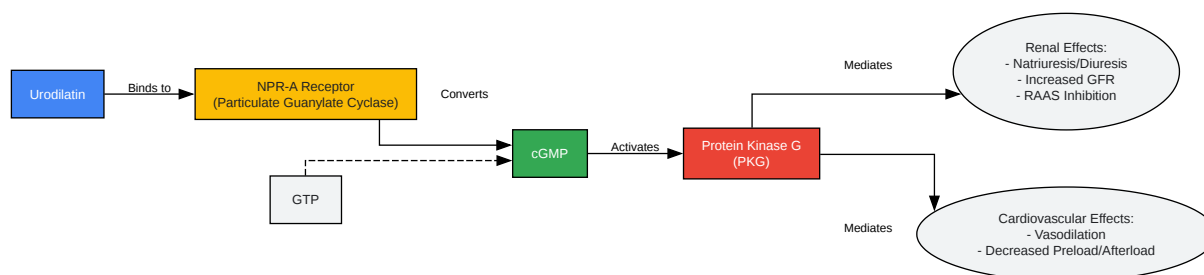 Urodilatin
Binds to
NPR-A Receptor
(Particulate Guanylate Cyclase)
Converts
GTP
cGMP
Activates
Protein Kinase G
(PKG)
Mediates
Renal Effects:
- Natriuresis/Diuresis
- Increased GFR
- RAAS Inhibition
Mediates
Cardiovascular Effects:
- Vasodilation
- Decreased Preload/Afterload